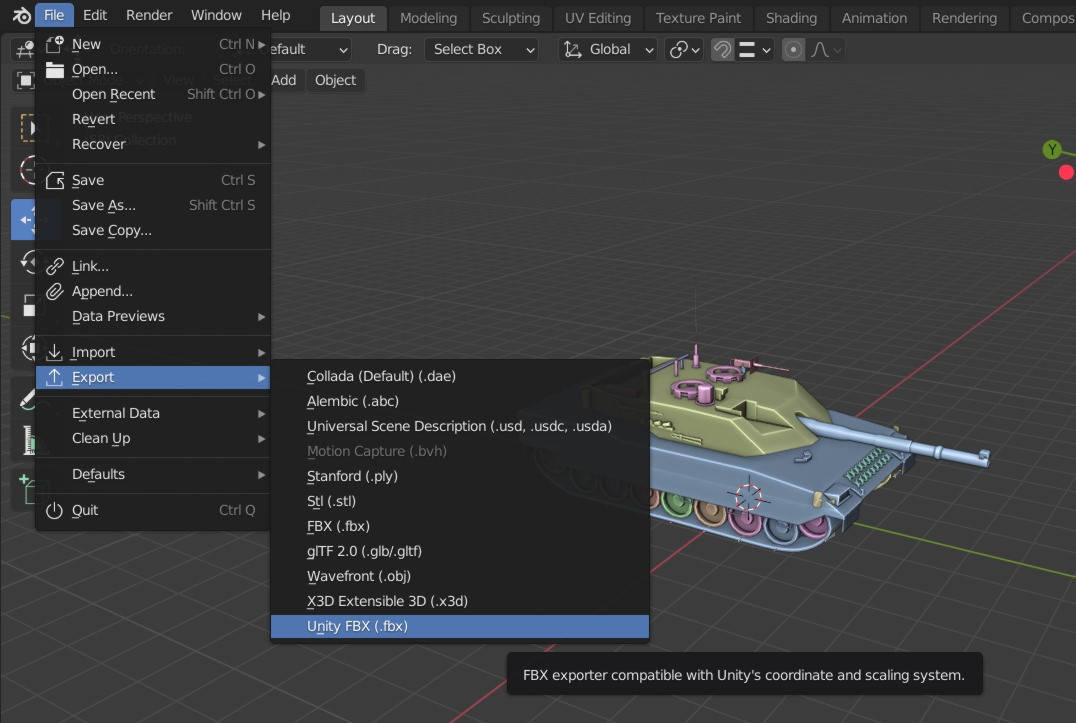 File Edit Render Window Help Layout Modeling Sculpting UV Editing Texture Paint Shading Animation Rendering Compos
Orientation: efault Drag: Select Box Global
View Select Add Object
New Ctrl N
Open... Ctrl O
Open Recent Shift Ctrl O
Revert
Perspective
Recover
Collection
Save Ctrl S
Save As... Shift Ctrl S
Save Copy...
Link...
Append...
Data Previews
Import
Export
External Data
Clean Up
Defaults
Quit Ctrl Q
Collada (Default) (.dae)
Alembic (.abc)
Universal Scene Description (.usd, .usdc, .usda)
Motion Capture (.bvh)
Stanford (.ply)
Stl (.stl)
FBX (.fbx)
glTF 2.0 (.glb/.gltf)
Wavefront (.obj)
X3D Extensible 3D (.x3d)
Unity FBX (.fbx)
FBX exporter compatible with Unity's coordinate and scaling system.
Y